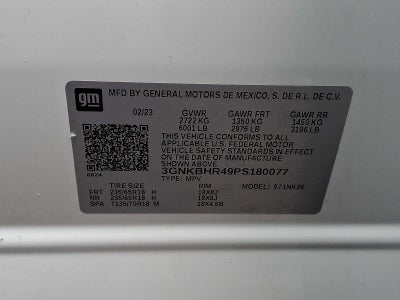 gm MFD BY GENERAL MOTORS DE MEXICO, S. DE R.L. DE C.V.
02/23 GVWR GAWR FRT GAWR RR
2722 KG 1350 KG 1450 KG
6001 LB 2976 LB 3196 LB
THIS VEHICLE CONFORMS TO ALL
APPLICABLE U.S. FEDERAL MOTOR
VEHICLE SAFETY STANDARDS IN EFFECT
ON THE DATE OF MANUFACTURE
SHOWN ABOVE.
3GNKBHR49PS180077
8624 TYPE: MPV MODEL: 971NK26
TIRE SIZE RIM
FRT 235/65R18 H 18X8J
RR 235/65R18 H 18X8J
SPA T135/70R18 M 18X4.5B